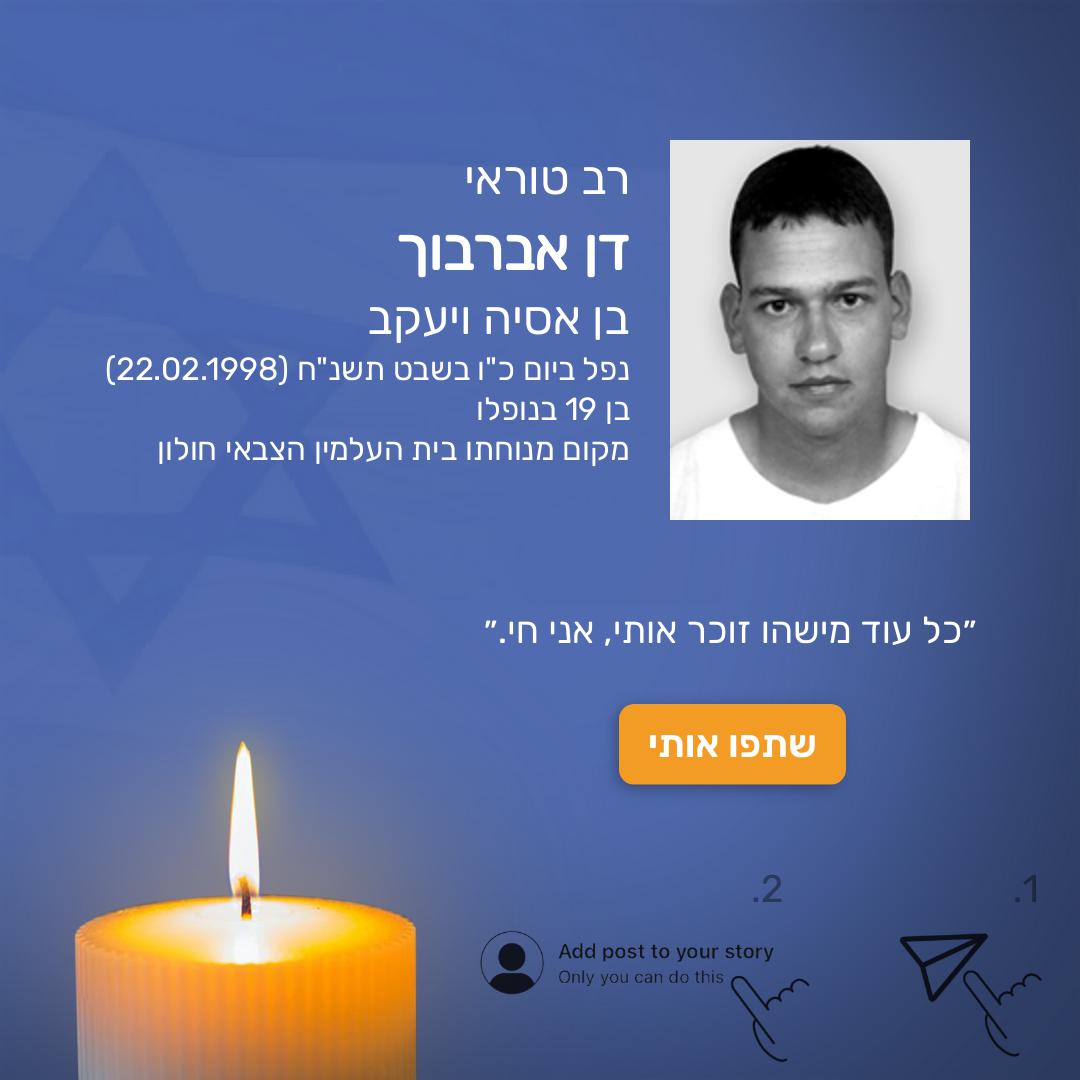 רב טוראי
דן אברבוך
בן אסיה ויעקב
נפל ביום כ"ו בשבט תשנ"ח (22.02.1998)
בן 19 בנופלו
מקום מנוחתו בית העלמין הצבאי חולון
״כל עוד מישהו זוכר אותי, אני חי.״
שתפו אותי
.1
.2
Add post to your story
Only you can do this